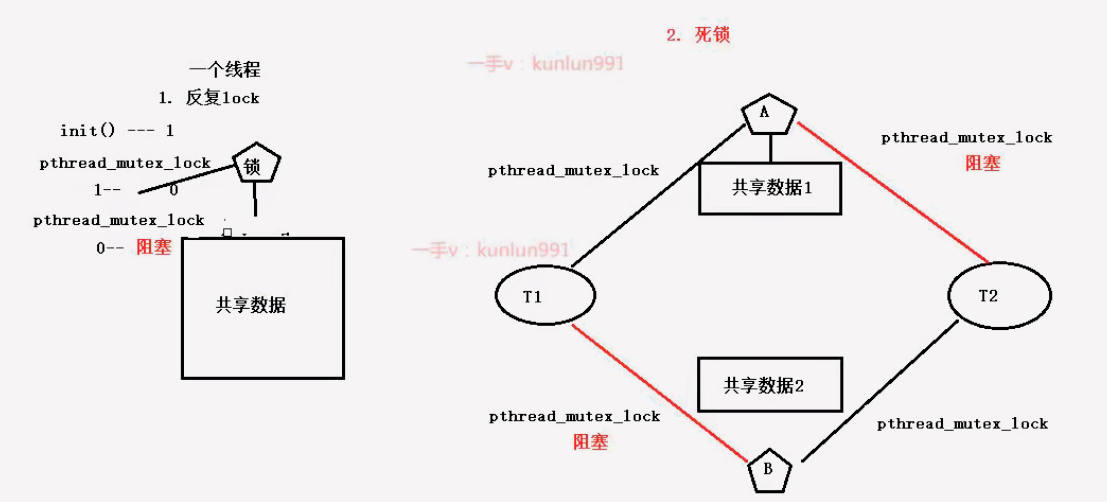 2. 死锁
一手v：kunlun991
一个线程
1. 反复lock
init() --- 1
pthread_mutex_lock
锁
1-- 0
pthread_mutex_lock
0-- 阻塞
共享数据
A
pthread_mutex_lock
阻塞
pthread_mutex_lock
共享数据1
一手v：kunlun991
T1
T2
共享数据2
pthread_mutex_lock
阻塞
pthread_mutex_lock
B